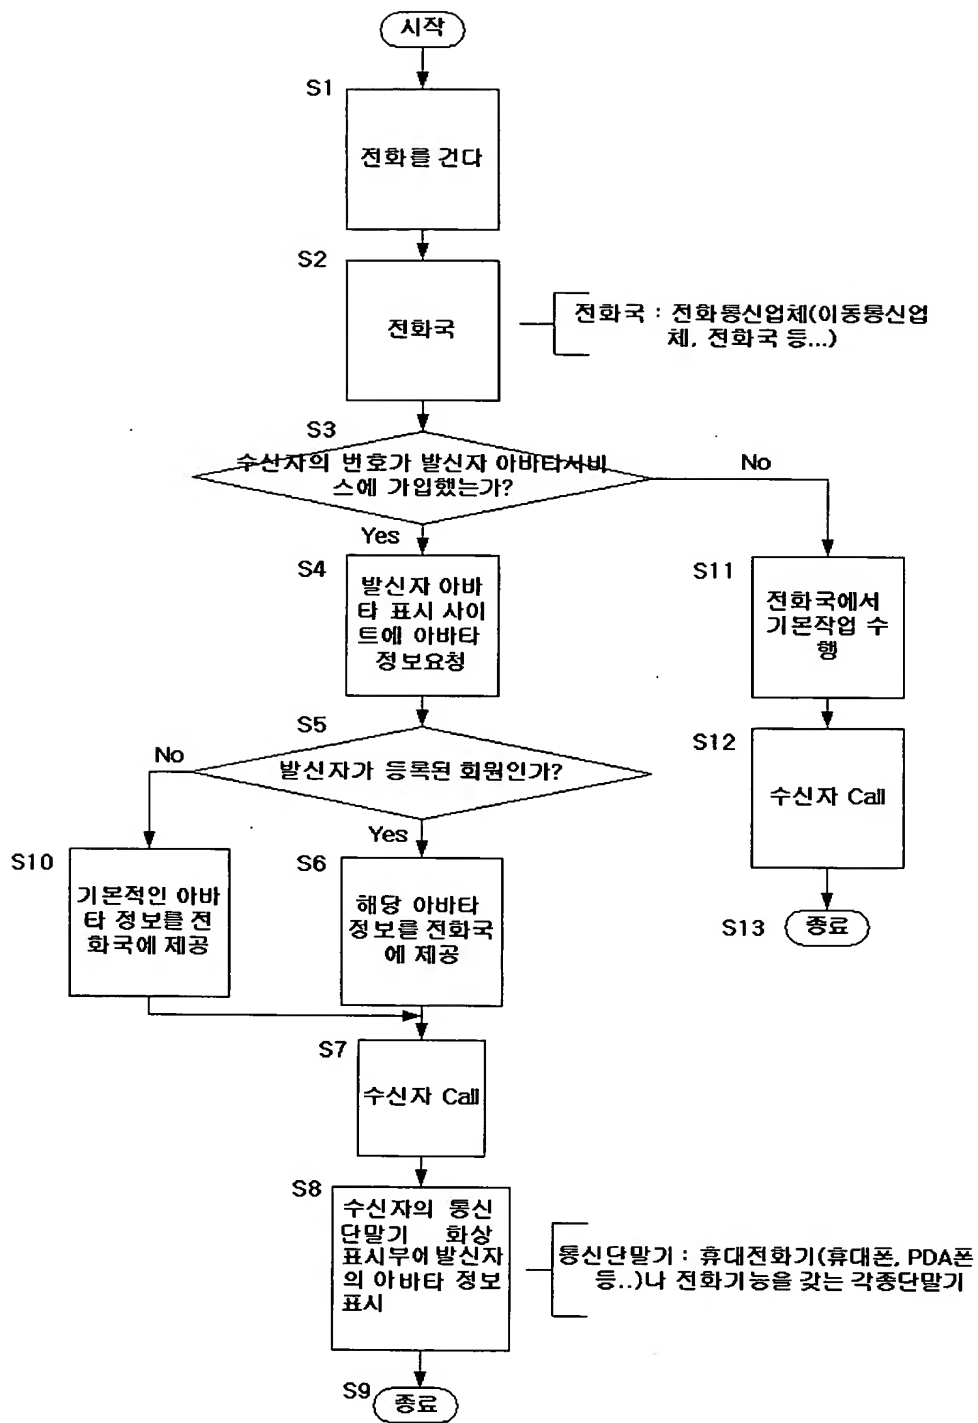 시작
S1
전화를 건다
S2
전화국
전화국 : 전화통신업체(이동통신업
체, 전화국 등...)
S3
수신자의 번호가 발신자 아바타서비
스에 가입했는가?
No
Yes
S4
발신자 아바
타 표시 사이
트에 아바타
정보요청
S11
전화국에서
기본작업 수
행
S5
발신자가 등록된 회원인가?
No
Yes
S12
수신자 Call
S10
기본적인 아바
타 정보를 전
화국에 제공
S6
해당 아바타
정보를 전화국
에 제공
S13
종료
S7
수신자 Call
S8
수신자의 통신
단말기 화상
표시부에 발신자
의 아바타 정보
표시
통신단말기 : 휴대전화기(휴대폰, PDA폰
등..)나 전화기능을 갖는 각종단말기
S9
종료